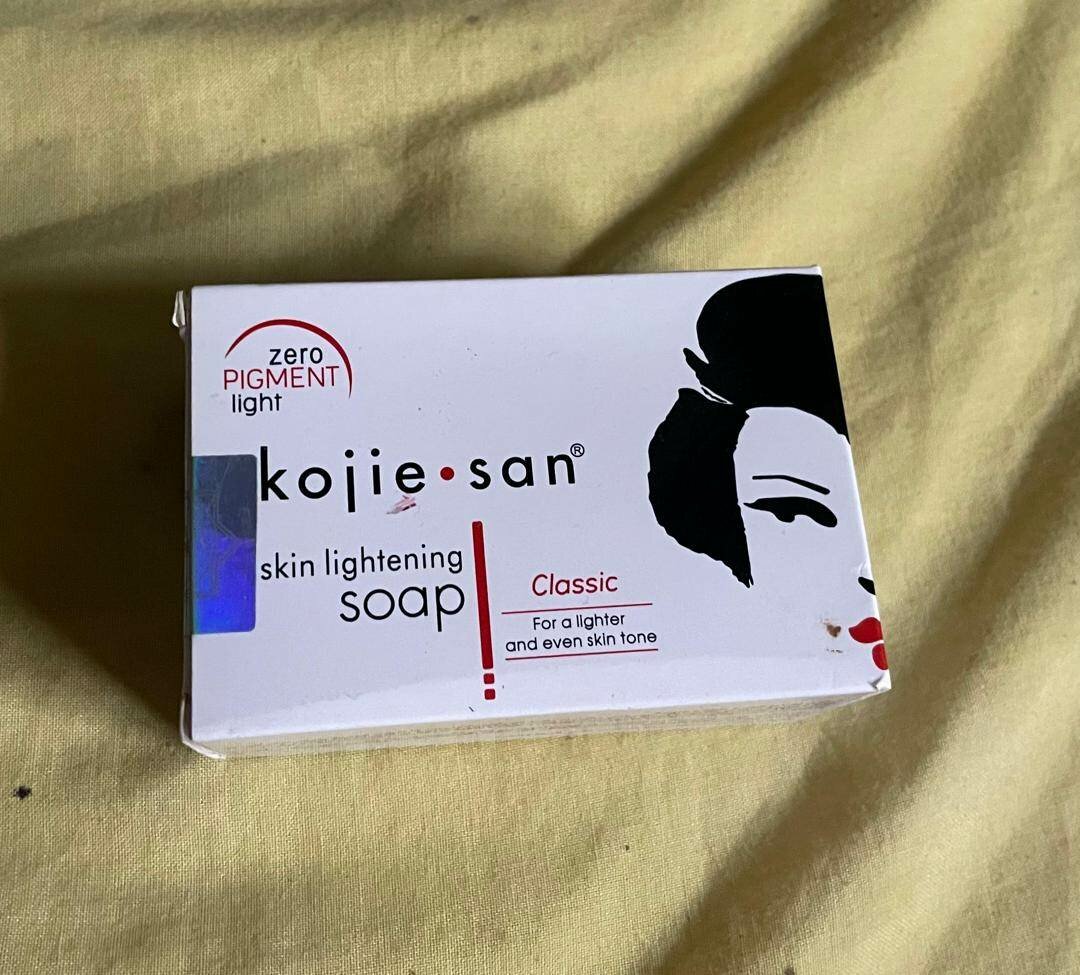 zero
PIGMENT
light
kojie•san®
skin lightening
soap
Classic
For a lighter
and even skin tone